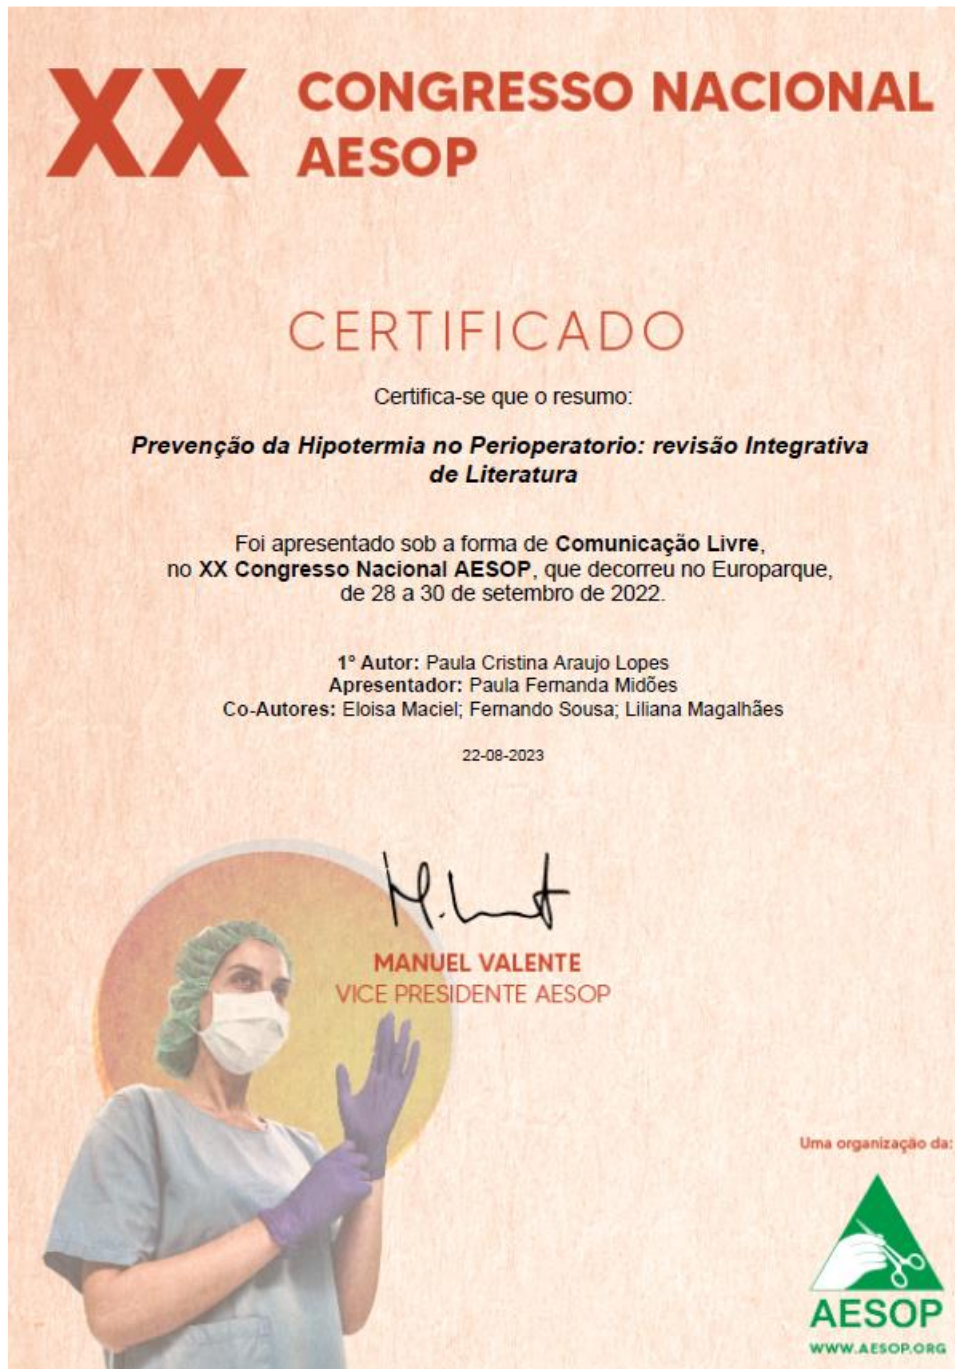 XX CONGRESSO NACIONAL
AESOP
CERTIFICADO
Certifica-se que o resumo:
Prevenção da Hipotermia no Perioperatorio: revisão Integrativa
de Literatura
Foi apresentado sob a forma de Comunicação Livre,
no XX Congresso Nacional AESOP, que decorreu no Europarque,
de 28 a 30 de setembro de 2022.
1º Autor: Paula Cristina Araujo Lopes
Apresentador: Paula Fernanda Midões
Co-Autores: Eloisa Maciel; Fernando Sousa; Liliana Magalhães
22-08-2023
MANUEL VALENTE
VICE PRESIDENTE AESOP
Uma organização da:
AESOP
WWW.AESOP.ORG